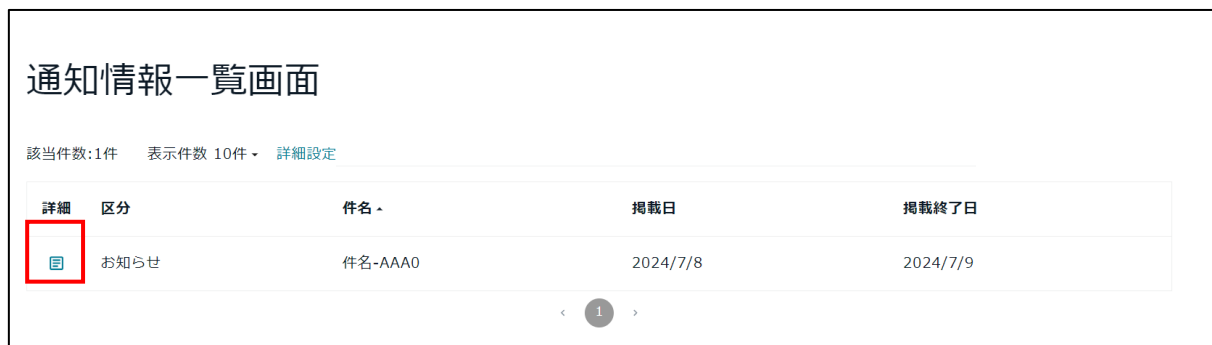 通知情報一覧画面
該当件数:1件 表示件数 10件 詳細設定
詳細 区分 件名 掲載日 掲載終了日
お知らせ 件名-AAA0 2024/7/8 2024/7/9
‹ 1 ›